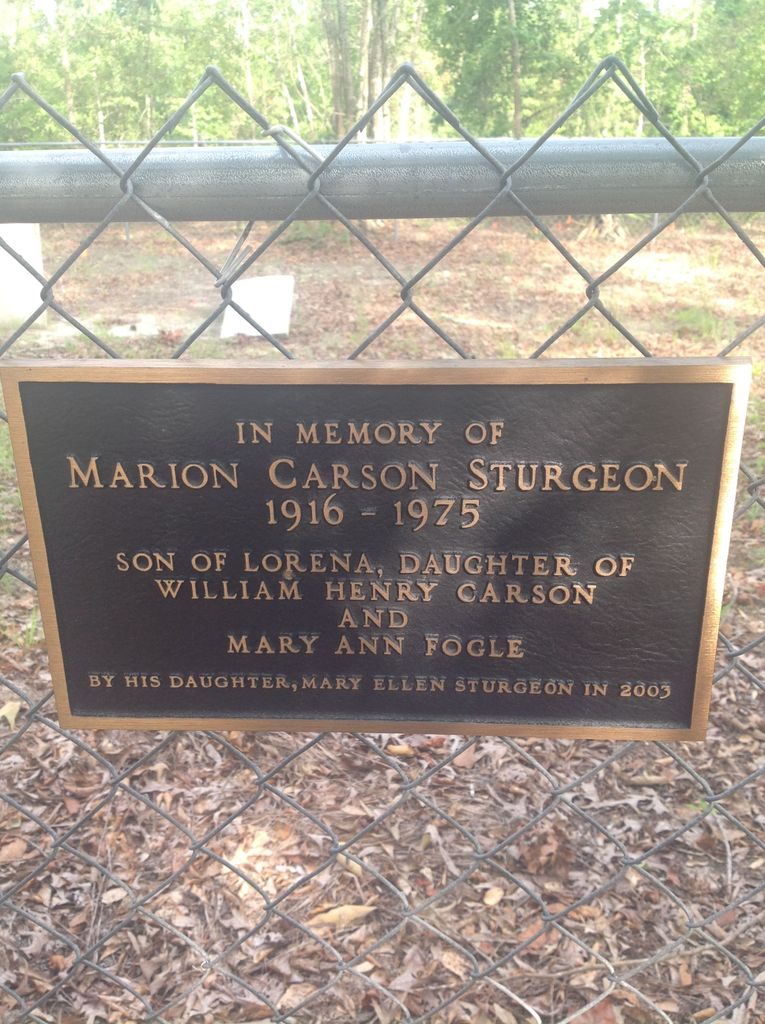 IN MEMORY OF
MARION CARSON STURGEON
1916 - 1975
SON OF LORENA, DAUGHTER OF
WILLIAM HENRY CARSON
AND
MARY ANN FOGLE
BY HIS DAUGHTER, MARY ELLEN STURGEON IN 2003